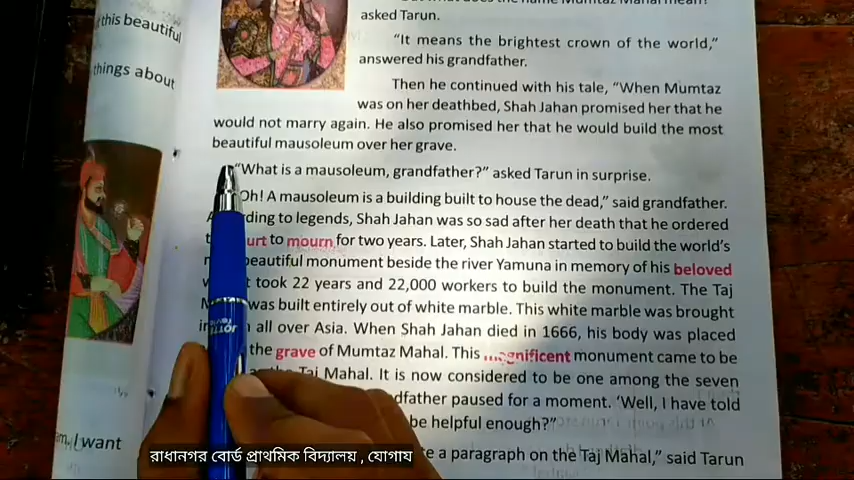 this beautiful
things about
am, I want
asked Tarun.
"It means the brightest crown of the world,"
answered his grandfather.
Then he continued with his tale, "When Mumtaz
was on her deathbed, Shah Jahan promised her that he
would not marry again. He also promised her that he would build the most
beautiful mausoleum over her grave.
"What is a mausoleum, grandfather?" asked Tarun in surprise.
Oh! A mausoleum is a building built to house the dead," said grandfather.
to legends, Shah Jahan was so sad after her death that he ordered
to mourn for two years. Later, Shah Jahan started to build the world's
beautiful monument beside the river Yamuna in memory of his beloved
took 22 years and 22,000 workers to build the monument. The Taj
was built entirely out of white marble. This white marble was brought
all over Asia. When Shah Jahan died in 1666, his body was placed
the grave of Mumtaz Mahal. This magnificent monument came to be
Taj Mahal. It is now considered to be one among the seven
paused for a moment. 'Well, I have told
be helpful enough?"
a paragraph on the Taj Mahal," said Tarun
রাধানগর বোর্ড প্রাথমিক বিদ্যালয় , যোগায